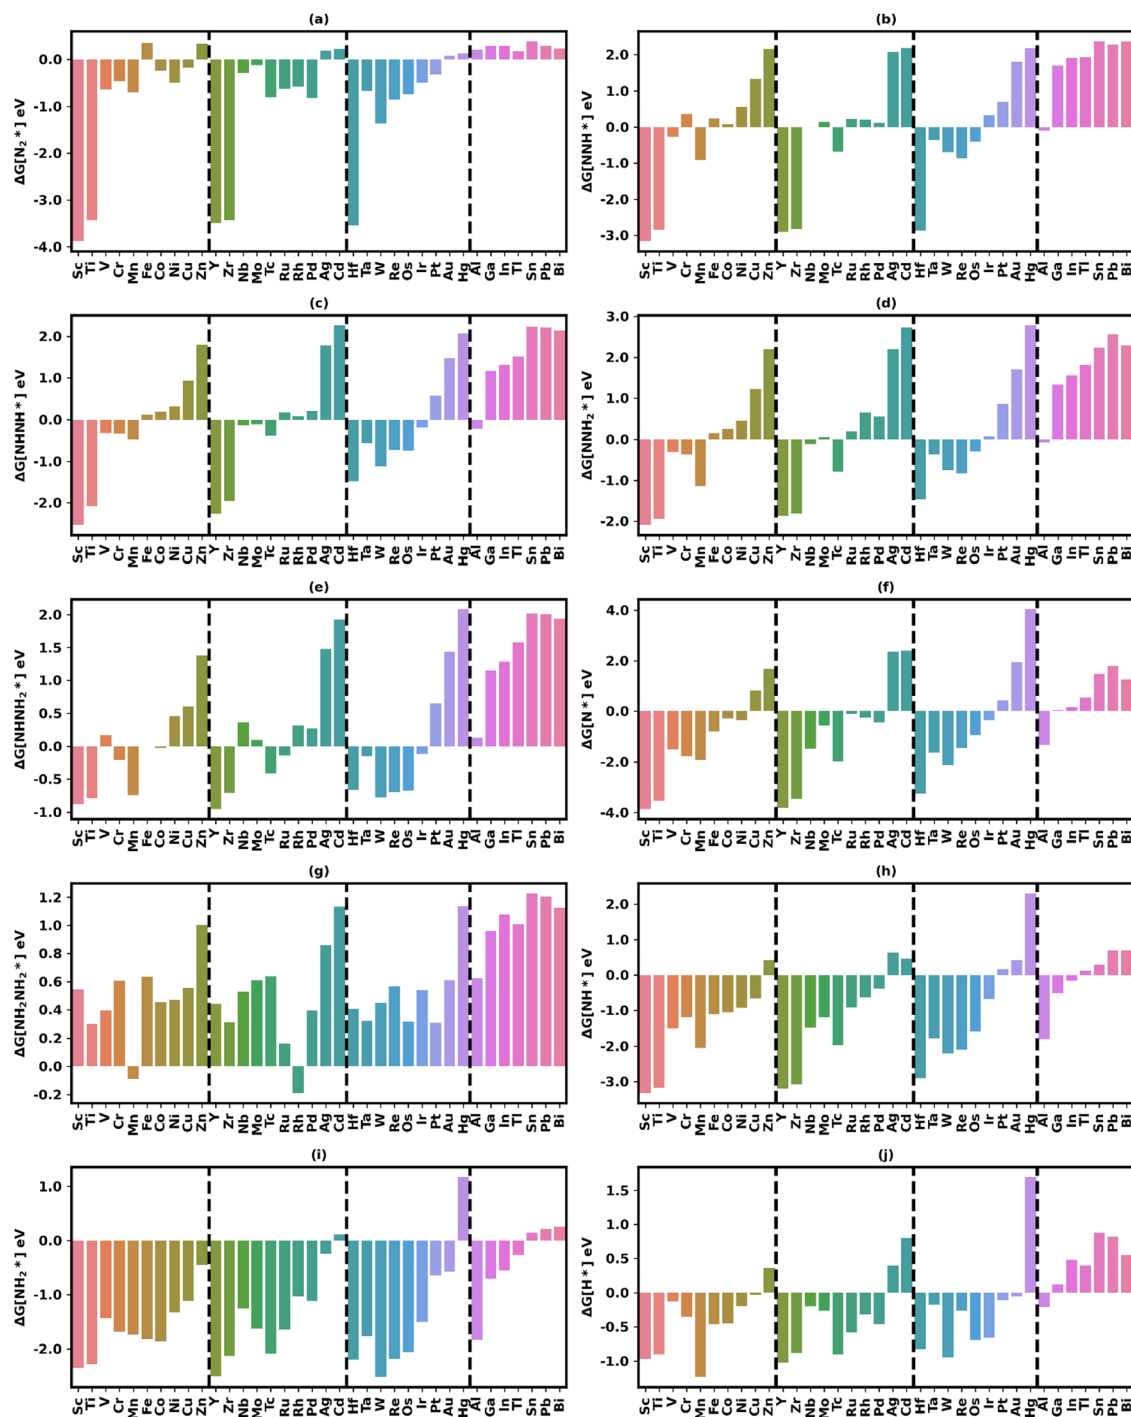 (a)
ΔG[N₂*] eV
0.0
-1.0
-2.0
-3.0
-4.0
Sc Ti V Cr Mn Fe Co Ni Cu Zn Y Zr Nb Mo Tc Ru Rh Pd Ag Cd Hf Ta W Re Os Ir Pt Au Hg Al Ga In Tl Sn Pb Bi
(b)
ΔG[NNH*] eV
2.0
1.0
0.0
-1.0
-2.0
-3.0
Sc Ti V Cr Mn Fe Co Ni Cu Zn Y Zr Nb Mo Tc Ru Rh Pd Ag Cd Hf Ta W Re Os Ir Pt Au Hg Al Ga In Tl Sn Pb Bi
(c)
ΔG[NHNH*] eV
2.0
1.0
0.0
-1.0
-2.0
Sc Ti V Cr Mn Fe Co Ni Cu Zn Y Zr Nb Mo Tc Ru Rh Pd Ag Cd Hf Ta W Re Os Ir Pt Au Hg Al Ga In Tl Sn Pb Bi
(d)
ΔG[NNH₂*] eV
3.0
2.0
1.0
0.0
-1.0
-2.0
Sc Ti V Cr Mn Fe Co Ni Cu Zn Y Zr Nb Mo Tc Ru Rh Pd Ag Cd Hf Ta W Re Os Ir Pt Au Hg Al Ga In Tl Sn Pb Bi
(e)
ΔG[NHNH₂*] eV
2.0
1.5
1.0
0.5
0.0
-0.5
-1.0
Sc Ti V Cr Mn Fe Co Ni Cu Zn Y Zr Nb Mo Tc Ru Rh Pd Ag Cd Hf Ta W Re Os Ir Pt Au Hg Al Ga In Tl Sn Pb Bi
(f)
ΔG[N*] eV
4.0
2.0
0.0
-2.0
-4.0
Sc Ti V Cr Mn Fe Co Ni Cu Zn Y Zr Nb Mo Tc Ru Rh Pd Ag Cd Hf Ta W Re Os Ir Pt Au Hg Al Ga In Tl Sn Pb Bi
(g)
ΔG[NH₂NH₂*] eV
1.2
1.0
0.8
0.6
0.4
0.2
0.0
-0.2
Sc Ti V Cr Mn Fe Co Ni Cu Zn Y Zr Nb Mo Tc Ru Rh Pd Ag Cd Hf Ta W Re Os Ir Pt Au Hg Al Ga In Tl Sn Pb Bi
(h)
ΔG[NH*] eV
2.0
1.0
0.0
-1.0
-2.0
-3.0
Sc Ti V Cr Mn Fe Co Ni Cu Zn Y Zr Nb Mo Tc Ru Rh Pd Ag Cd Hf Ta W Re Os Ir Pt Au Hg Al Ga In Tl Sn Pb Bi
(i)
ΔG[NH₂*] eV
1.0
0.0
-1.0
-2.0
Sc Ti V Cr Mn Fe Co Ni Cu Zn Y Zr Nb Mo Tc Ru Rh Pd Ag Cd Hf Ta W Re Os Ir Pt Au Hg Al Ga In Tl Sn Pb Bi
(j)
ΔG[H*] eV
1.5
1.0
0.5
0.0
-0.5
-1.0
Sc Ti V Cr Mn Fe Co Ni Cu Zn Y Zr Nb Mo Tc Ru Rh Pd Ag Cd Hf Ta W Re Os Ir Pt Au Hg Al Ga In Tl Sn Pb Bi